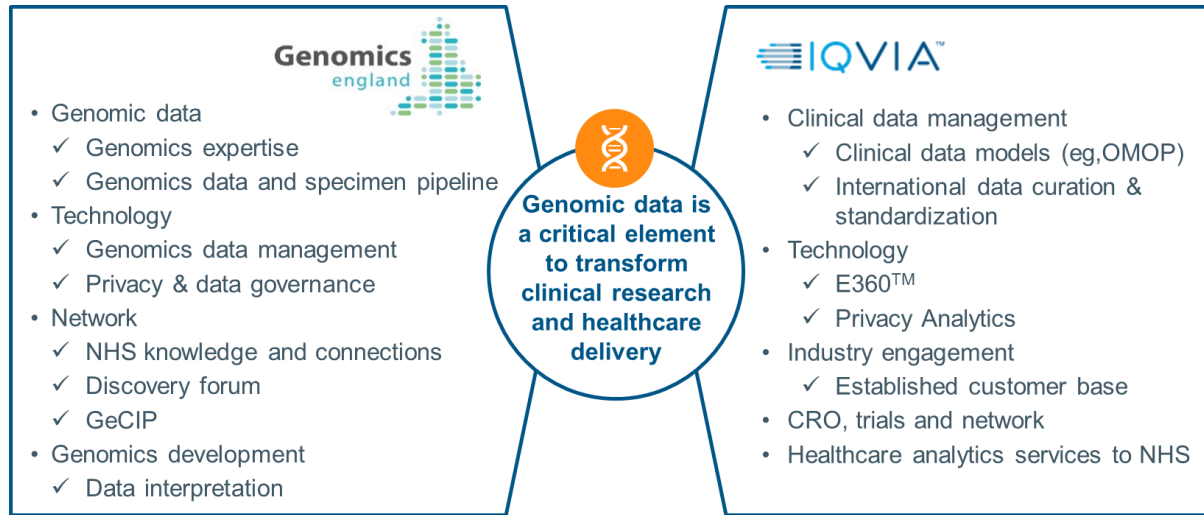 Genomics
england
• Genomic data
✓ Genomics expertise
✓ Genomics data and specimen pipeline
• Technology
✓ Genomics data management
✓ Privacy & data governance
• Network
✓ NHS knowledge and connections
✓ Discovery forum
✓ GeCIP
• Genomics development
✓ Data interpretation
Genomic data is
a critical element
to transform
clinical research
and healthcare
delivery
IQVIA™
• Clinical data management
✓ Clinical data models (eg,OMOP)
✓ International data curation &
standardization
• Technology
✓ E360™
✓ Privacy Analytics
• Industry engagement
✓ Established customer base
• CRO, trials and network
• Healthcare analytics services to NHS